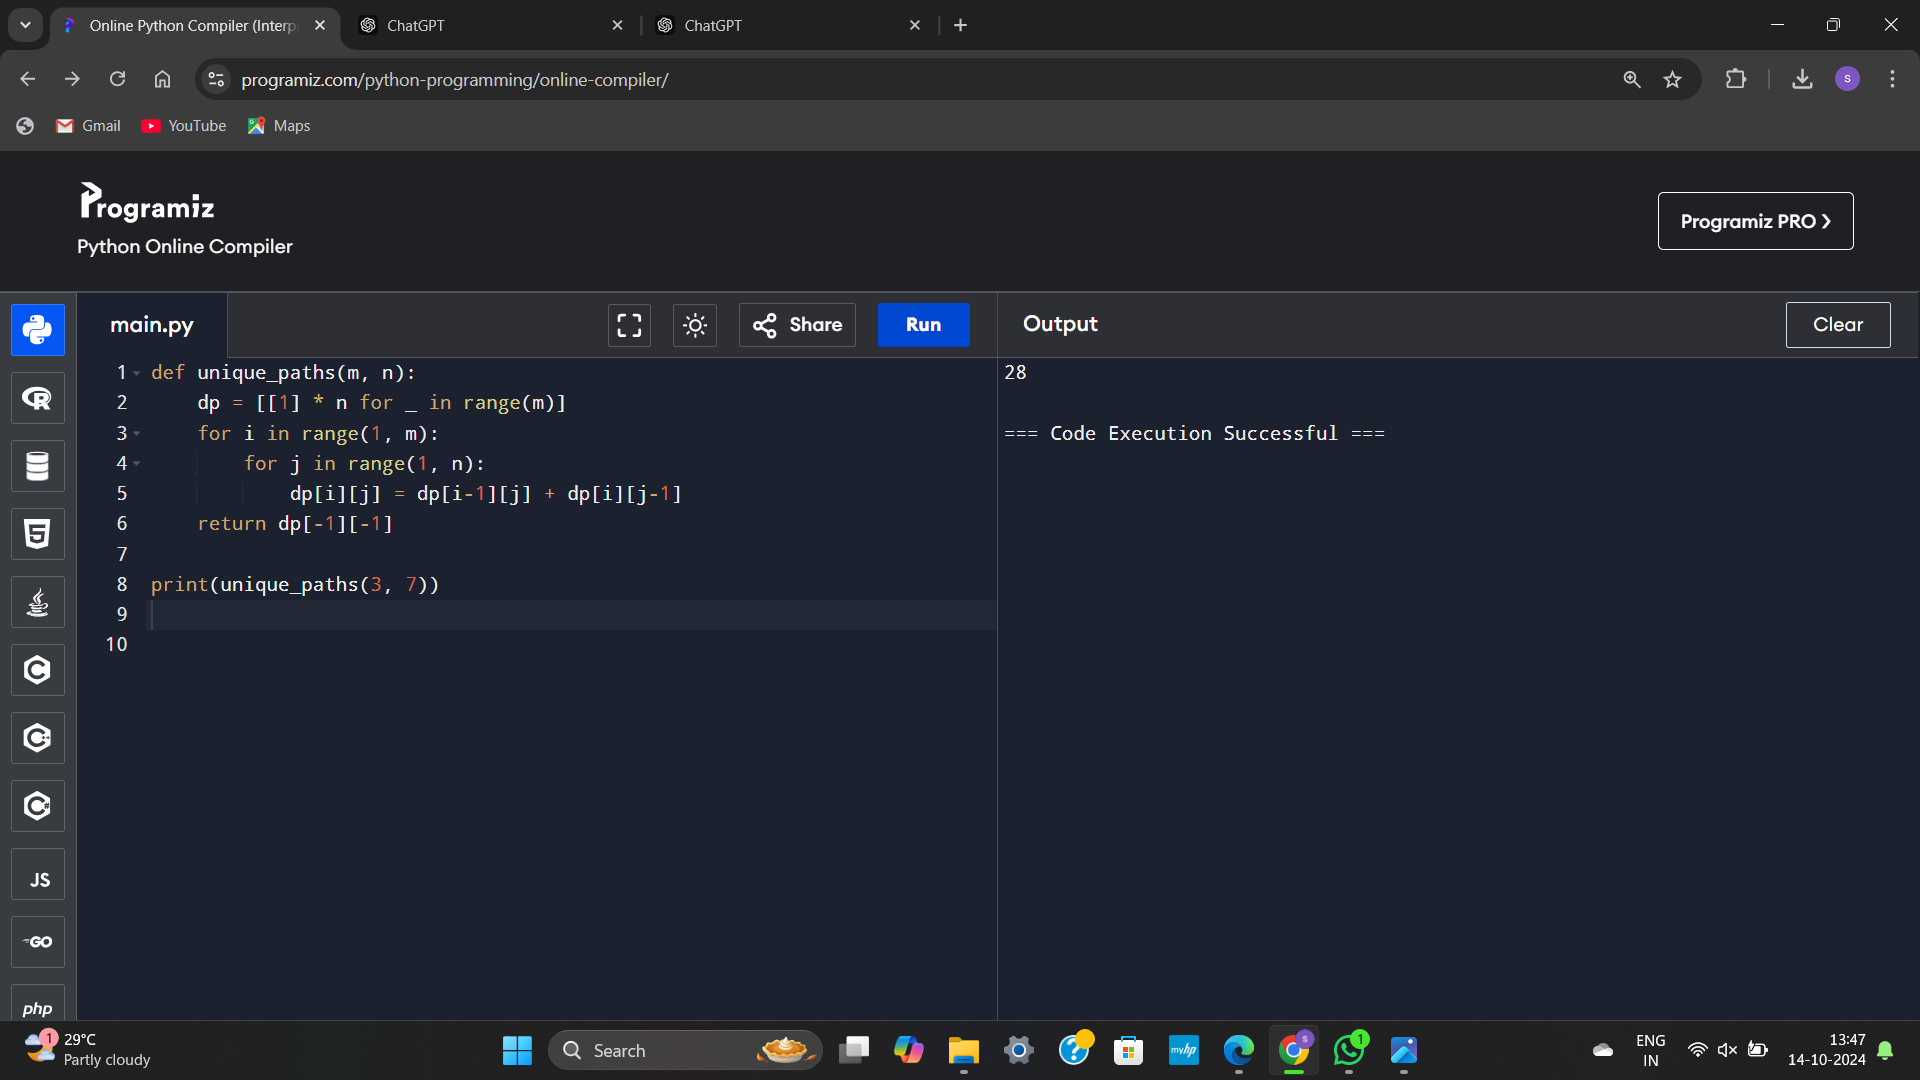 Online Python Compiler (Interp
ChatGPT
ChatGPT
programiz.com/python-programming/online-compiler/
S
Gmail
YouTube
Maps
Programiz
Python Online Compiler
Programiz PRO ❯
main.py
Share
Run
Output
Clear
1 def unique_paths(m, n):
2     dp = [[1] * n for _ in range(m)]
3     for i in range(1, m):
4         for j in range(1, n):
5             dp[i][j] = dp[i-1][j] + dp[i][j-1]
6     return dp[-1][-1]
7
8 print(unique_paths(3, 7))
9
10
28
=== Code Execution Successful ===
R
5
C
C++
C#
JS
GO
php
1
29°C
Partly cloudy
Search
myhp
S
1
ENG
IN
13:47
14-10-2024